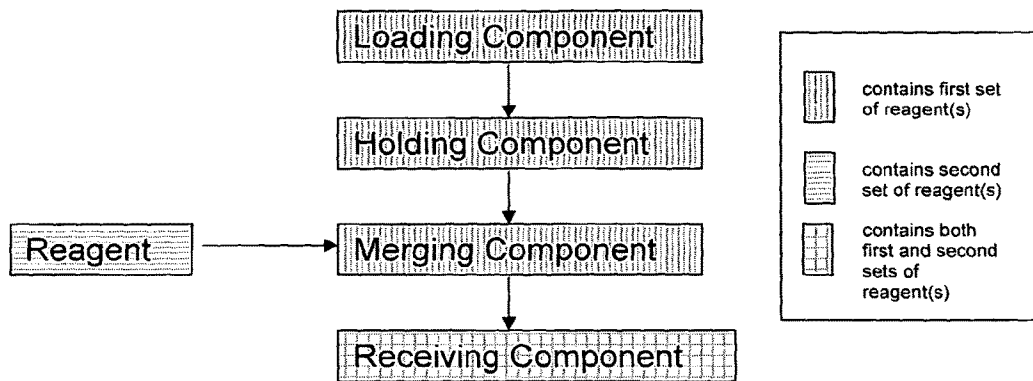 Loading Component
Holding Component
Reagent
Merging Component
Receiving Component
contains first set
of reagent(s)
contains second
set of reagent(s)
contains both
first and second
sets of
reagent(s)